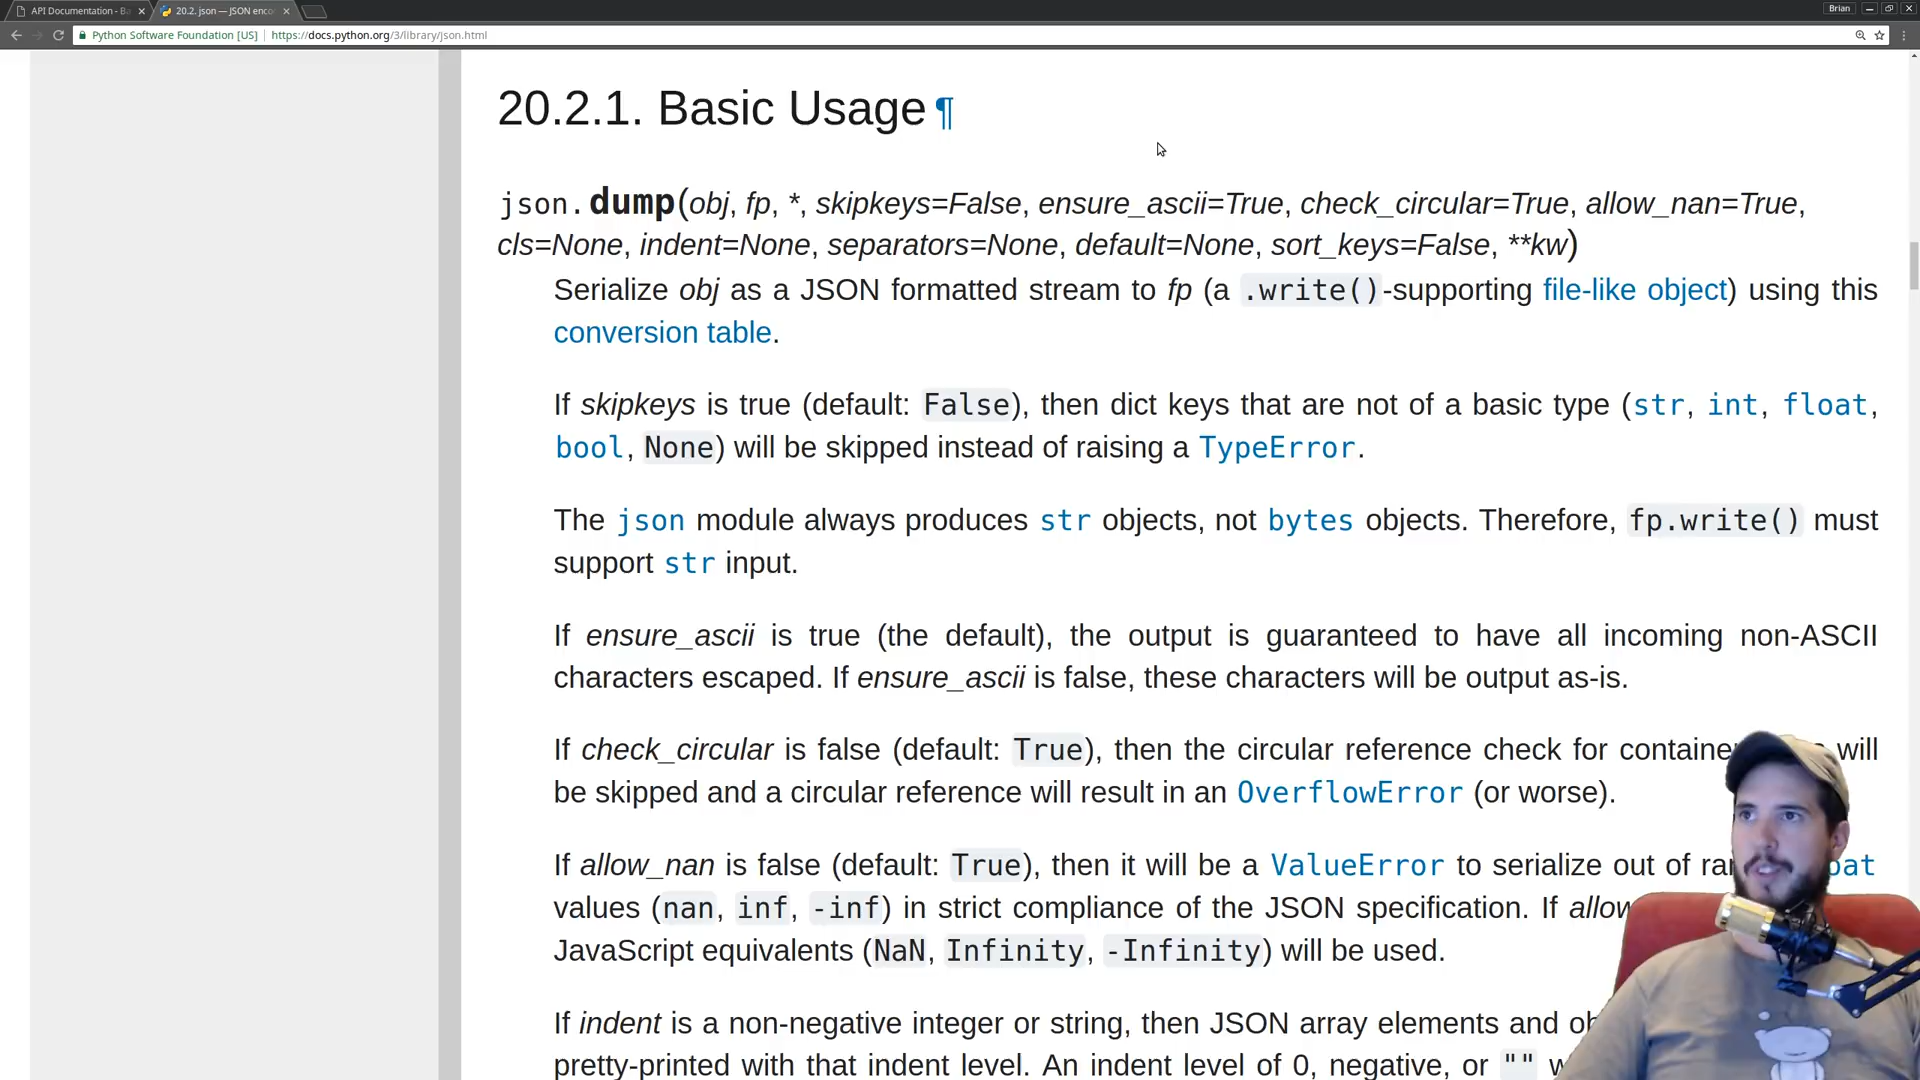 API Documentation - Ba
20.2. json — JSON enco
Brian
Python Software Foundation [US]
https://docs.python.org/3/library/json.html
20.2.1. Basic Usage¶
json.dump(obj, fp, *, skipkeys=False, ensure_ascii=True, check_circular=True, allow_nan=True,
cls=None, indent=None, separators=None, default=None, sort_keys=False, **kw)
Serialize obj as a JSON formatted stream to fp (a .write()-supporting file-like object) using this
conversion table.
If skipkeys is true (default: False), then dict keys that are not of a basic type (str, int, float,
bool, None) will be skipped instead of raising a TypeError.
The json module always produces str objects, not bytes objects. Therefore, fp.write() must
support str input.
If ensure_ascii is true (the default), the output is guaranteed to have all incoming non-ASCII
characters escaped. If ensure_ascii is false, these characters will be output as-is.
If check_circular is false (default: True), then the circular reference check for container will
be skipped and a circular reference will result in an OverflowError (or worse).
If allow_nan is false (default: True), then it will be a ValueError to serialize out of
values (nan, inf, -inf) in strict compliance of the JSON specification. If
JavaScript equivalents (NaN, Infinity, -Infinity) will be used.
If indent is a non-negative integer or string, then JSON array elements and
pretty-printed with that indent level. An indent level of 0, negative, or ""